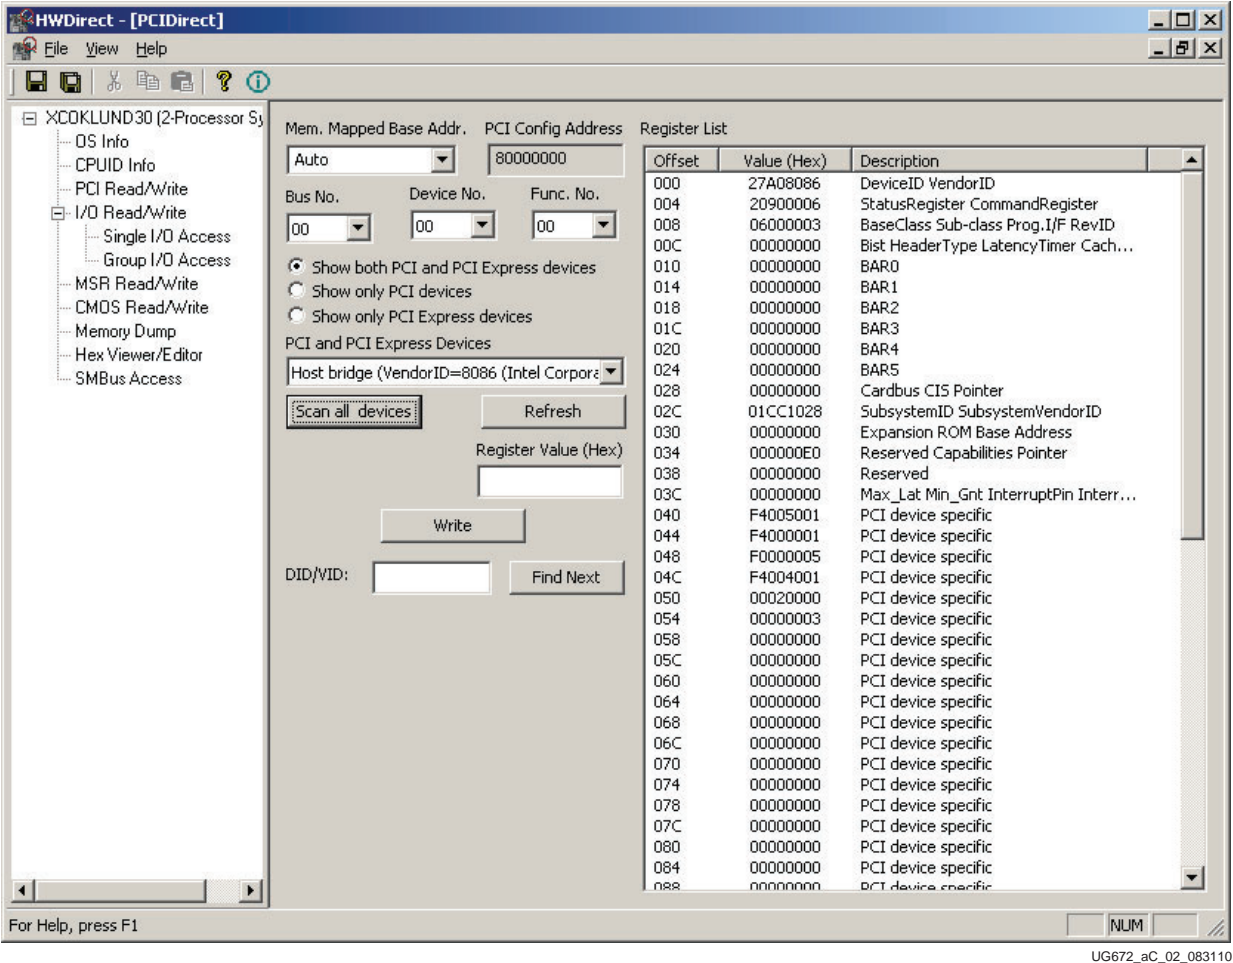 HWDirect - [PCIDirect]
File View Help
XCOKLUND30 (2-Processor Sy
OS Info
CPUID Info
PCI Read/Write
I/O Read/Write
Single I/O Access
Group I/O Access
MSR Read/Write
CMOS Read/Write
Memory Dump
Hex Viewer/Editor
SMBus Access
Mem. Mapped Base Addr. PCI Config Address
Auto 80000000
Bus No. Device No. Func. No.
00 00 00
Show both PCI and PCI Express devices
Show only PCI devices
Show only PCI Express devices
PCI and PCI Express Devices
Host bridge (VendorID=8086 (Intel Corpora
Scan all devices Refresh
Register Value (Hex)
Write
DID/VID: Find Next
Register List
Offset Value (Hex) Description
000 27A08086 DeviceID VendorID
004 20900006 StatusRegister CommandRegister
008 06000003 BaseClass Sub-class Prog.I/F RevID
00C 00000000 Bist HeaderType LatencyTimer Cach...
010 00000000 BAR0
014 00000000 BAR1
018 00000000 BAR2
01C 00000000 BAR3
020 00000000 BAR4
024 00000000 BAR5
028 00000000 Cardbus CIS Pointer
02C 01CC1028 SubsystemID SubsystemVendorID
030 00000000 Expansion ROM Base Address
034 000000E0 Reserved Capabilities Pointer
038 00000000 Reserved
03C 00000000 Max_Lat Min_Gnt InterruptPin Interr...
040 F4005001 PCI device specific
044 F4000001 PCI device specific
048 F0000005 PCI device specific
04C F4004001 PCI device specific
050 00020000 PCI device specific
054 00000003 PCI device specific
058 00000000 PCI device specific
05C 00000000 PCI device specific
060 00000000 PCI device specific
064 00000000 PCI device specific
068 00000000 PCI device specific
06C 00000000 PCI device specific
070 00000000 PCI device specific
074 00000000 PCI device specific
078 00000000 PCI device specific
07C 00000000 PCI device specific
080 00000000 PCI device specific
084 00000000 PCI device specific
088 00000000 PCI device specific
For Help, press F1 NUM
UG672_aC_02_083110